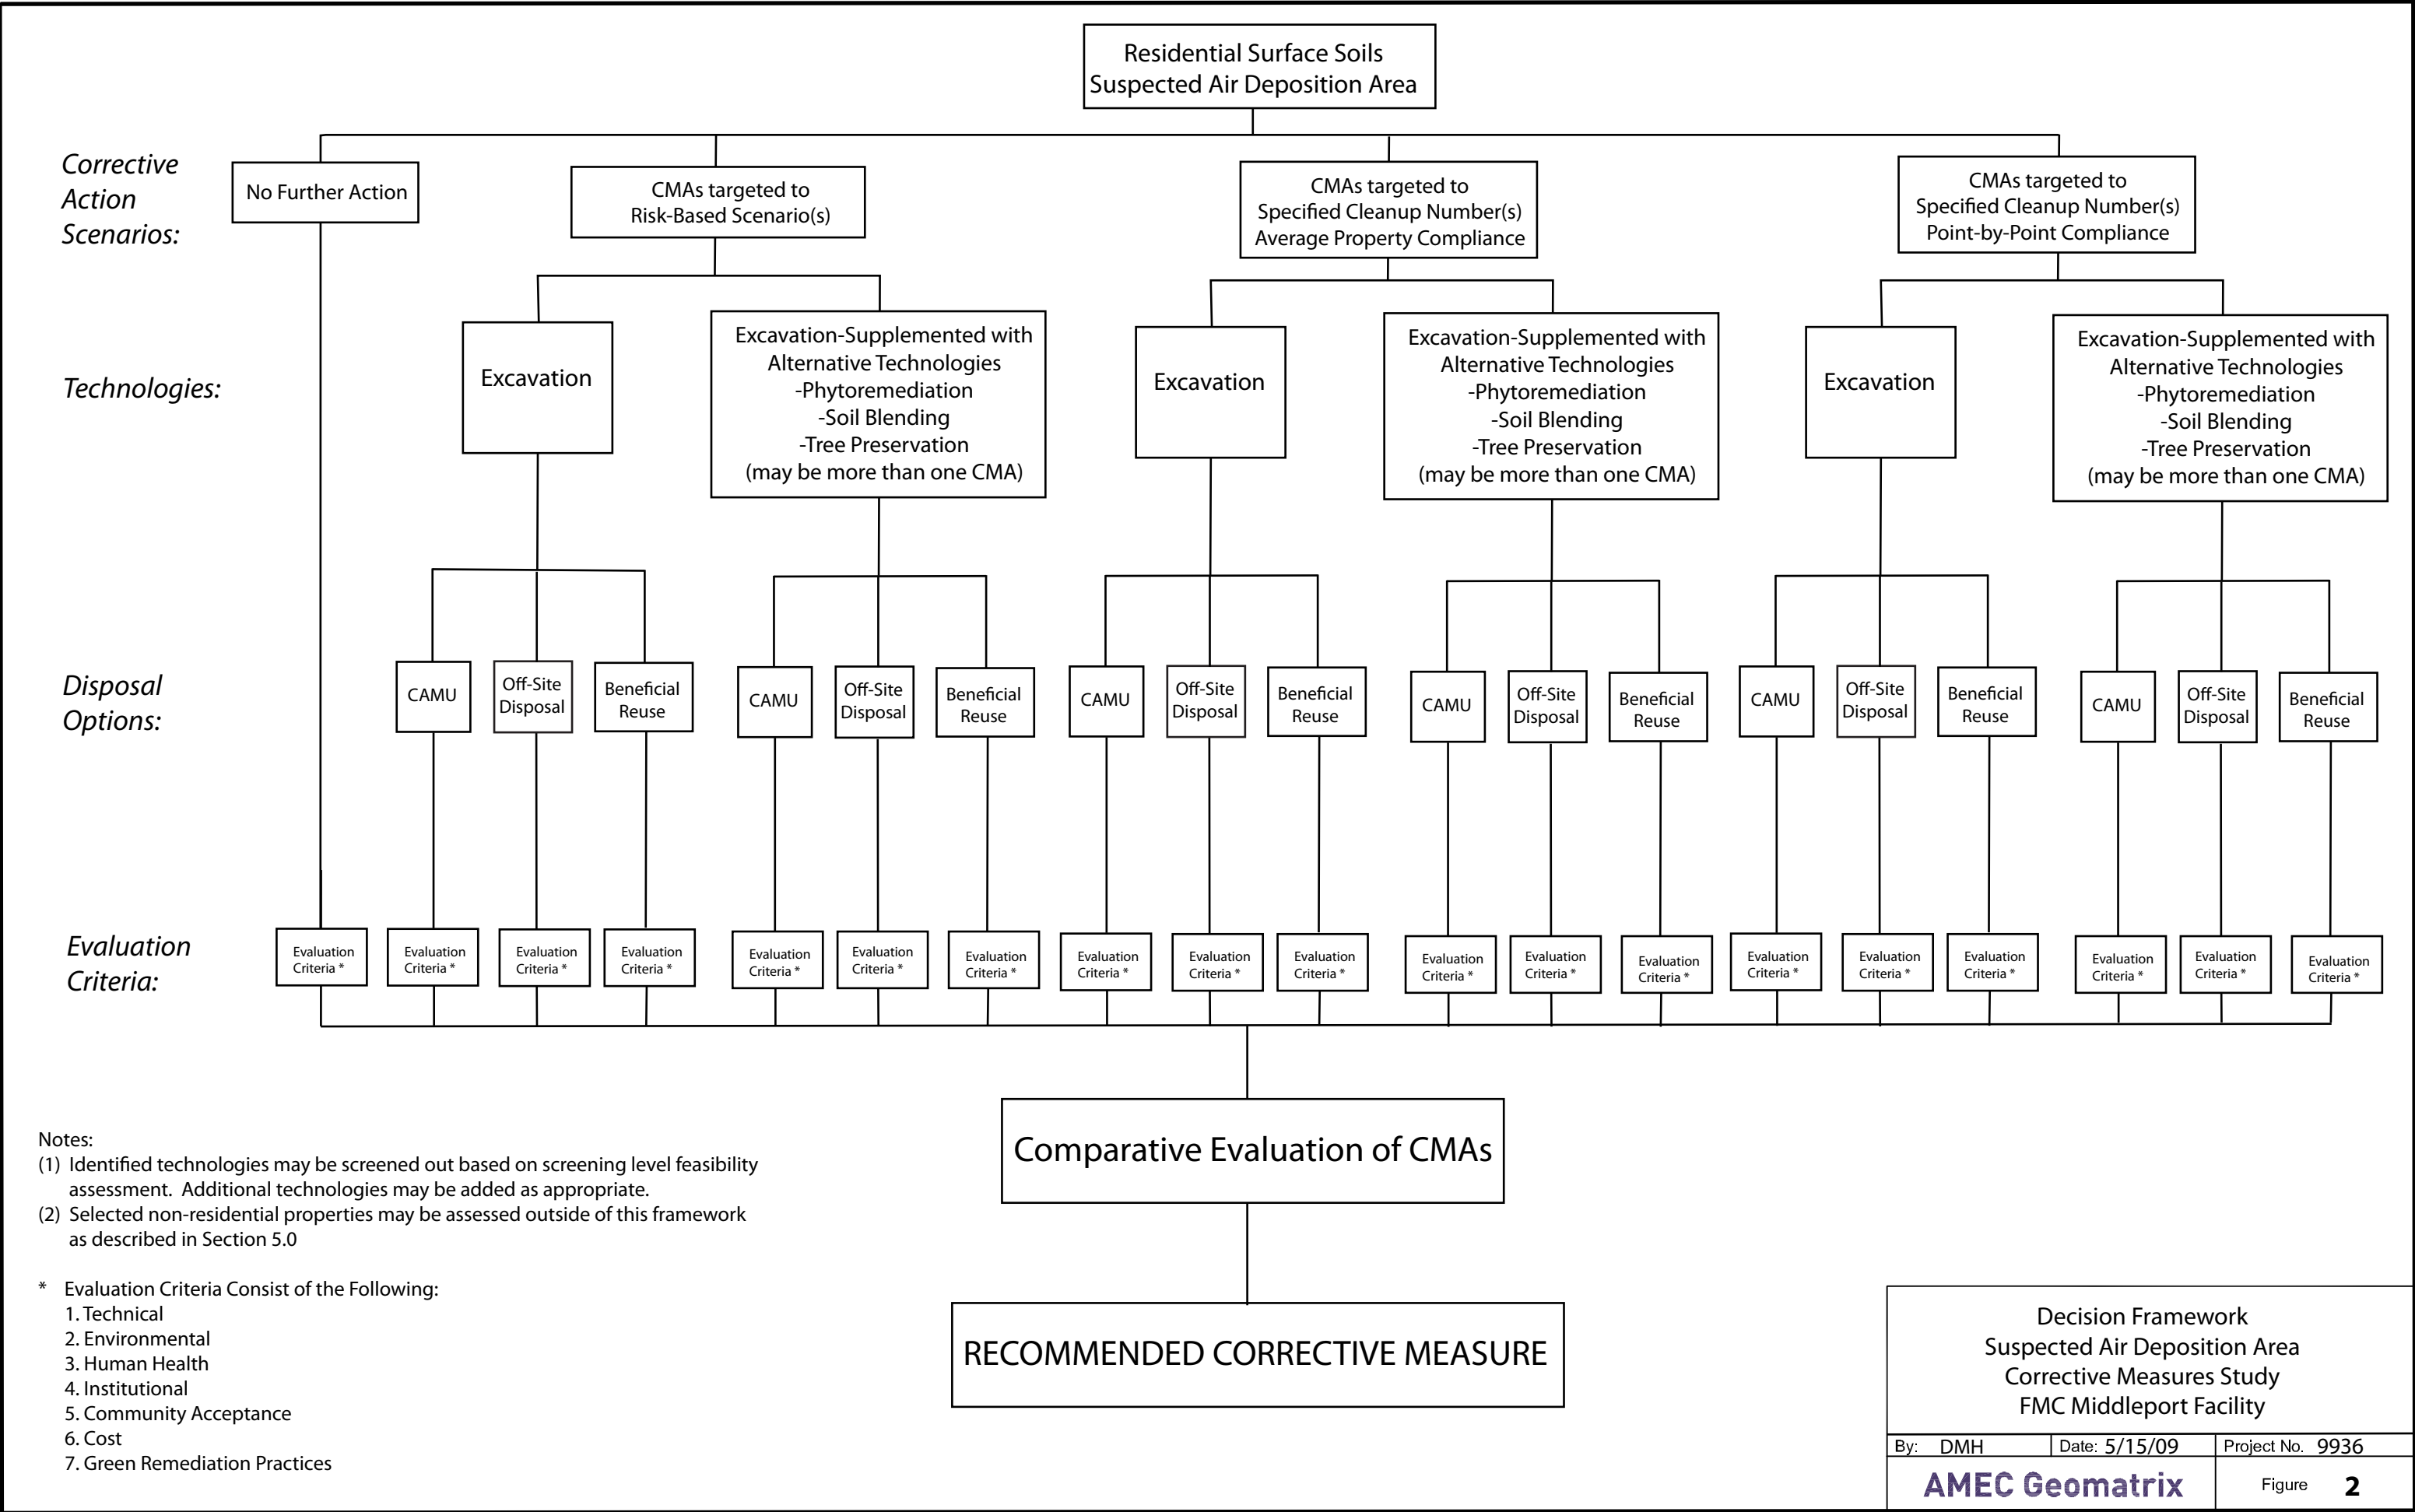 Residential Surface Soils
Suspected Air Deposition Area
Corrective
Action
Scenarios:
No Further Action
CMAs targeted to
Risk-Based Scenario(s)
CMAs targeted to
Specified Cleanup Number(s)
Average Property Compliance
CMAs targeted to
Specified Cleanup Number(s)
Point-by-Point Compliance
Technologies:
Excavation
Excavation-Supplemented with
Alternative Technologies
-Phytoremediation
-Soil Blending
-Tree Preservation
(may be more than one CMA)
Excavation
Excavation-Supplemented with
Alternative Technologies
-Phytoremediation
-Soil Blending
-Tree Preservation
(may be more than one CMA)
Excavation
Excavation-Supplemented with
Alternative Technologies
-Phytoremediation
-Soil Blending
-Tree Preservation
(may be more than one CMA)
Disposal
Options:
CAMU
Off-Site
Disposal
Beneficial
Reuse
CAMU
Off-Site
Disposal
Beneficial
Reuse
CAMU
Off-Site
Disposal
Beneficial
Reuse
CAMU
Off-Site
Disposal
Beneficial
Reuse
CAMU
Off-Site
Disposal
Beneficial
Reuse
CAMU
Off-Site
Disposal
Beneficial
Reuse
Evaluation
Criteria:
Evaluation
Criteria *
Evaluation
Criteria *
Evaluation
Criteria *
Evaluation
Criteria *
Evaluation
Criteria *
Evaluation
Criteria *
Evaluation
Criteria *
Evaluation
Criteria *
Evaluation
Criteria *
Evaluation
Criteria *
Evaluation
Criteria *
Evaluation
Criteria *
Evaluation
Criteria *
Evaluation
Criteria *
Evaluation
Criteria *
Evaluation
Criteria *
Evaluation
Criteria *
Evaluation
Criteria *
Evaluation
Criteria *
Comparative Evaluation of CMAs
RECOMMENDED CORRECTIVE MEASURE
Notes:
(1) Identified technologies may be screened out based on screening level feasibility
assessment. Additional technologies may be added as appropriate.
(2) Selected non-residential properties may be assessed outside of this framework
as described in Section 5.0
* Evaluation Criteria Consist of the Following:
1. Technical
2. Environmental
3. Human Health
4. Institutional
5. Community Acceptance
6. Cost
7. Green Remediation Practices
Decision Framework
Suspected Air Deposition Area
Corrective Measures Study
FMC Middleport Facility
By: DMH Date: 5/15/09 Project No. 9936
AMEC Geomatrix Figure 2